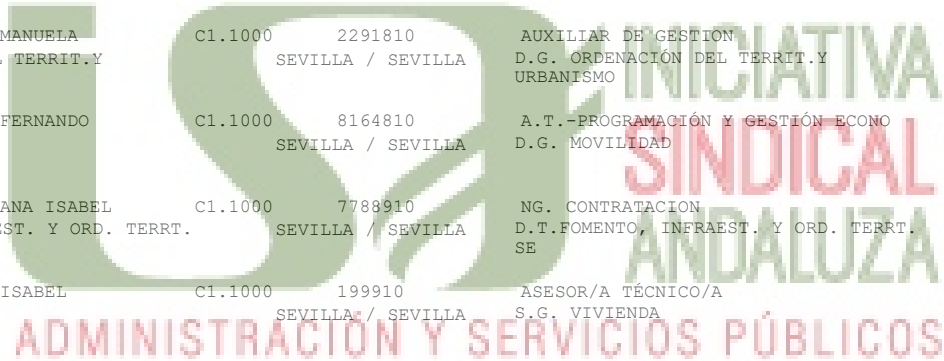 MANUELA C1.1000 2291810 AUXILIAR DE GESTION
TERRIT.Y SEVILLA / SEVILLA D.G. ORDENACIÓN DEL TERRIT.Y
URBANISMO
FERNANDO C1.1000 8164810 A.T.-PROGRAMACIÓN Y GESTIÓN ECONO
SEVILLA / SEVILLA D.G. MOVILIDAD
ANA ISABEL C1.1000 7788910 NG. CONTRATACION
EST. Y ORD. TERRT. SEVILLA / SEVILLA D.T.FOMENTO, INFRAEST. Y ORD. TERRT.
SE
ISABEL C1.1000 199910 ASESOR/A TÉCNICO/A
SEVILLA / SEVILLA S.G. VIVIENDA
isa
INICIATIVA
SINDICAL
ANDALUZA
ADMINISTRACIÓN Y SERVICIOS PÚBLICOS